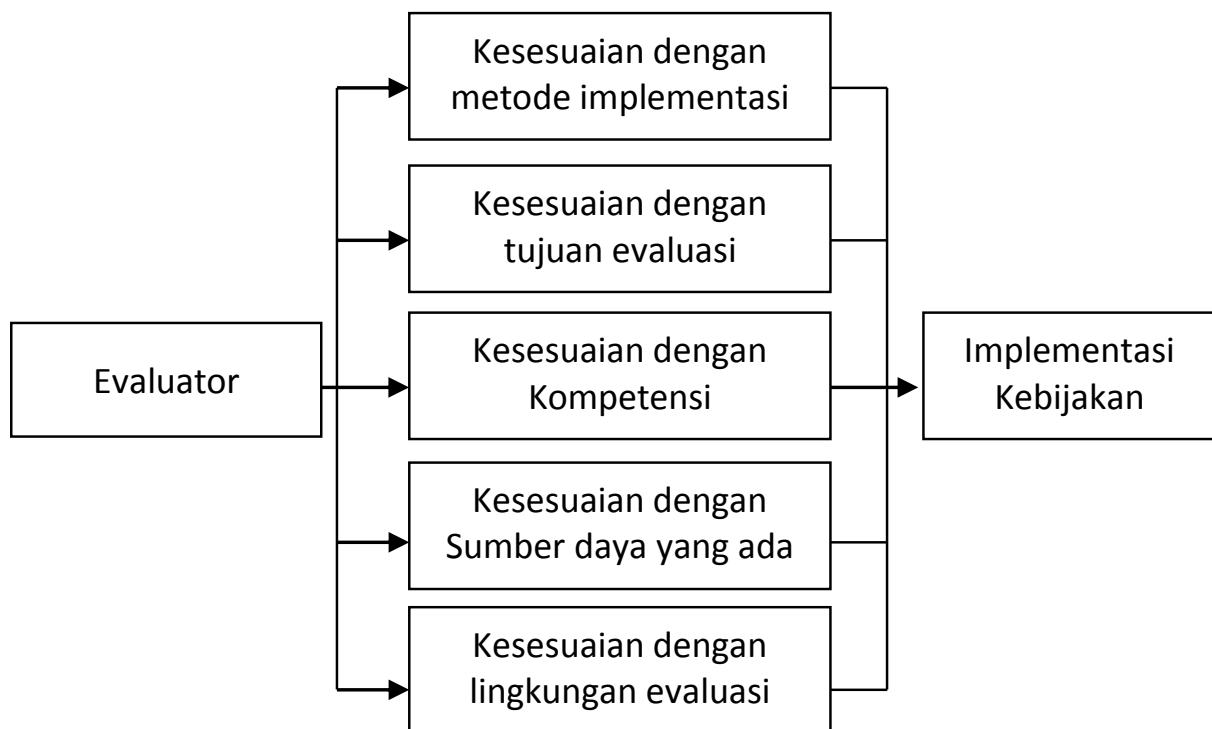 Kesesuaian dengan
metode implementasi
Kesesuaian dengan
tujuan evaluasi
Evaluator
Kesesuaian dengan
Kompetensi
Implementasi
Kebijakan
Kesesuaian dengan
Sumber daya yang ada
Kesesuaian dengan
lingkungan evaluasi